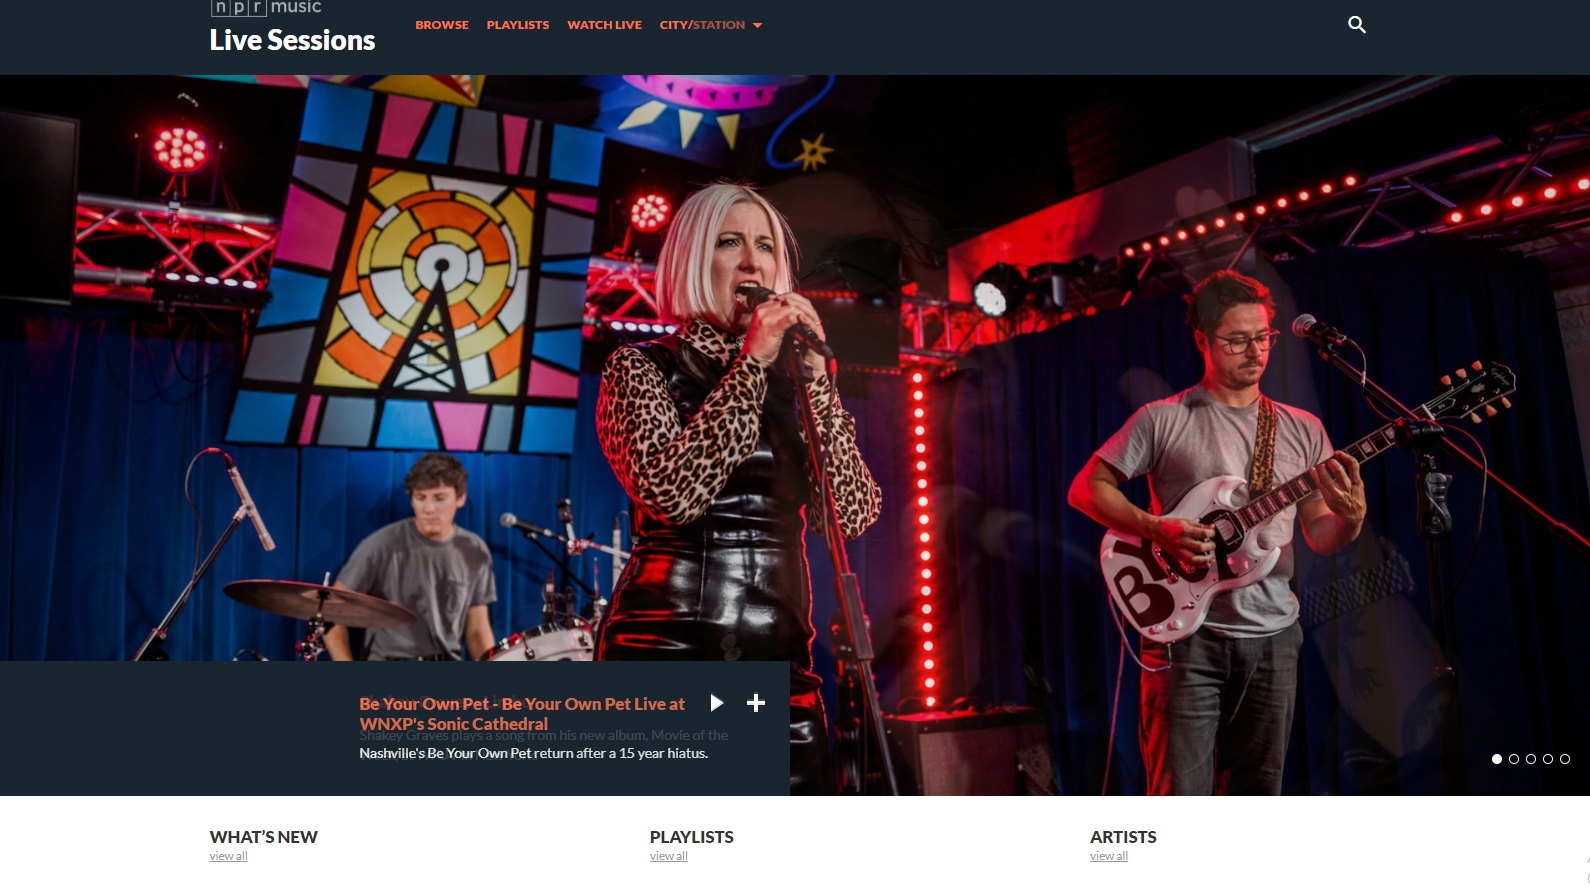 npr music
Live Sessions
BROWSE PLAYLISTS WATCH LIVE CITY/STATION
Be Your Own Pet - Be Your Own Pet Live at
WNXP's Sonic Cathedral
Shakey Graves plays a song from his new album, Movie of the
Nashville's Be Your Own Pet return after a 15 year hiatus.
WHAT'S NEW
view all
PLAYLISTS
view all
ARTISTS
view all